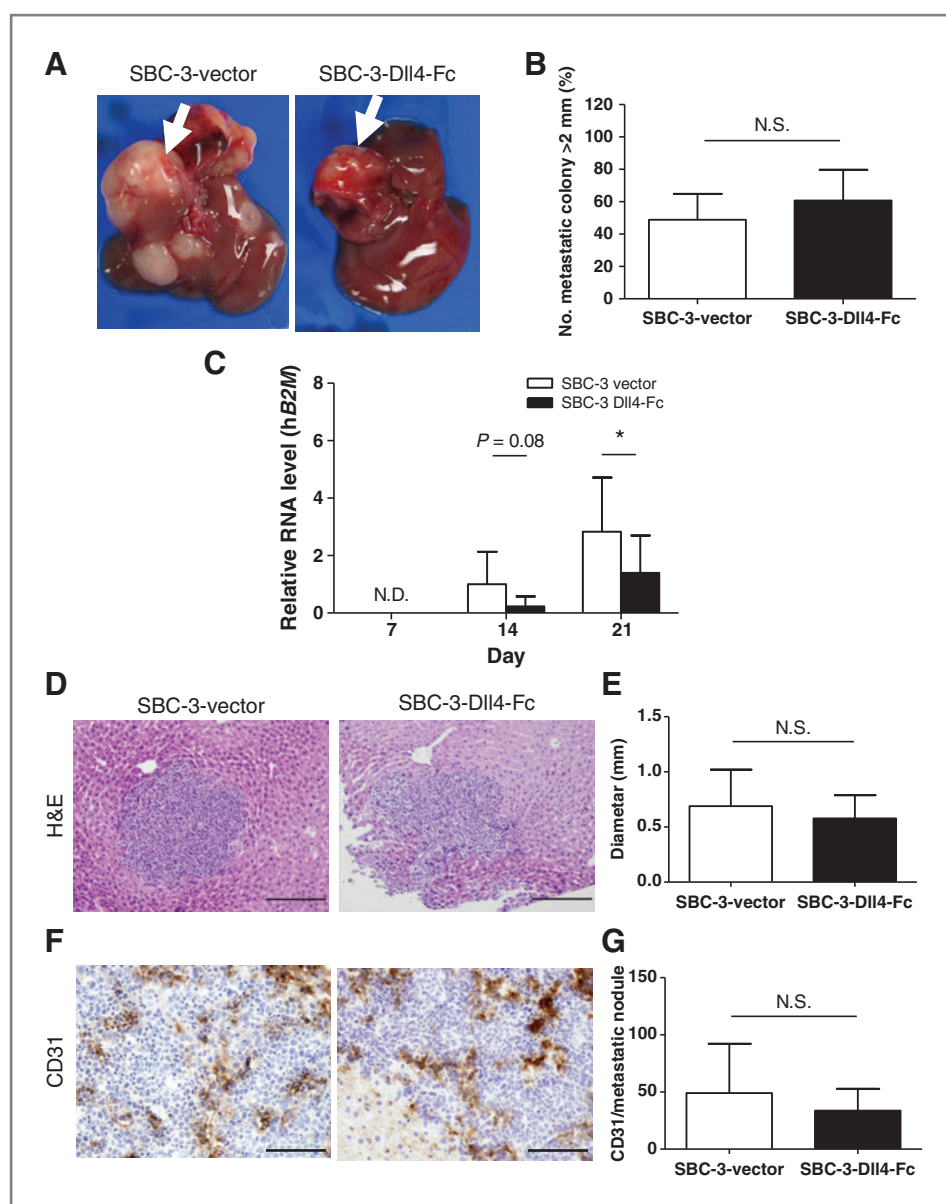 A
SBC-3-vector
SBC-3-Dll4-Fc
B
No. metastatic colony >2 mm (%)
120
100
80
60
40
20
0
N.S.
SBC-3-vector
SBC-3-Dll4-Fc
C
Relative RNA level (hB2M)
8
6
4
2
0
SBC-3 vector
SBC-3 Dll4-Fc
N.D.
P = 0.08
*
7
14
21
Day
D
SBC-3-vector
SBC-3-Dll4-Fc
H&E
E
Diametar (mm)
1.5
1.0
0.5
0.0
N.S.
SBC-3-vector
SBC-3-Dll4-Fc
F
CD31
G
CD31/metastatic nodule
150
100
50
0
N.S.
SBC-3-vector
SBC-3-Dll4-Fc